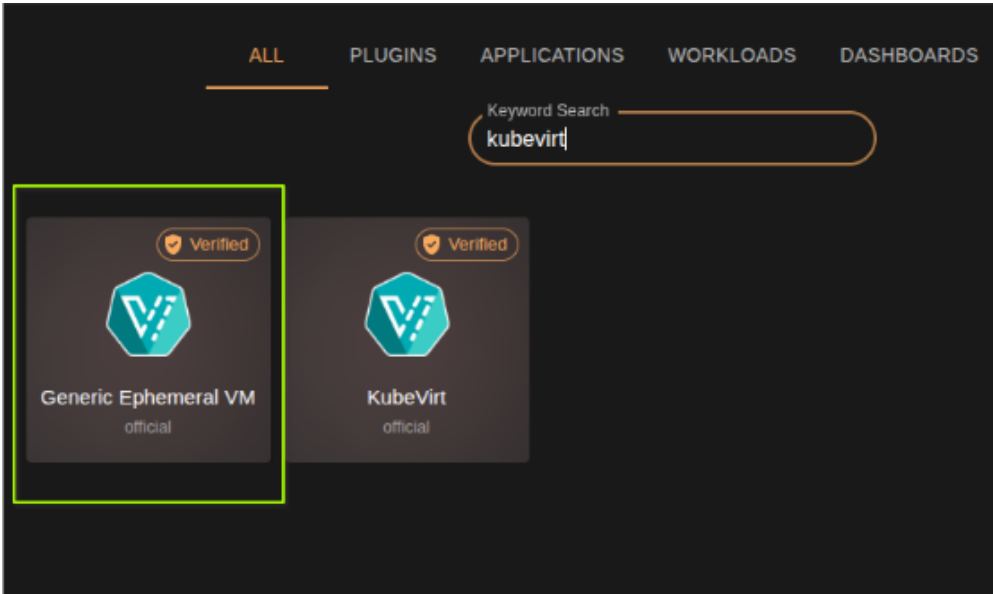 ALL PLUGINS APPLICATIONS WORKLOADS DASHBOARDS
Keyword Search
kubevirt
Verified
Generic Ephemeral VM
official
Verified
KubeVirt
official